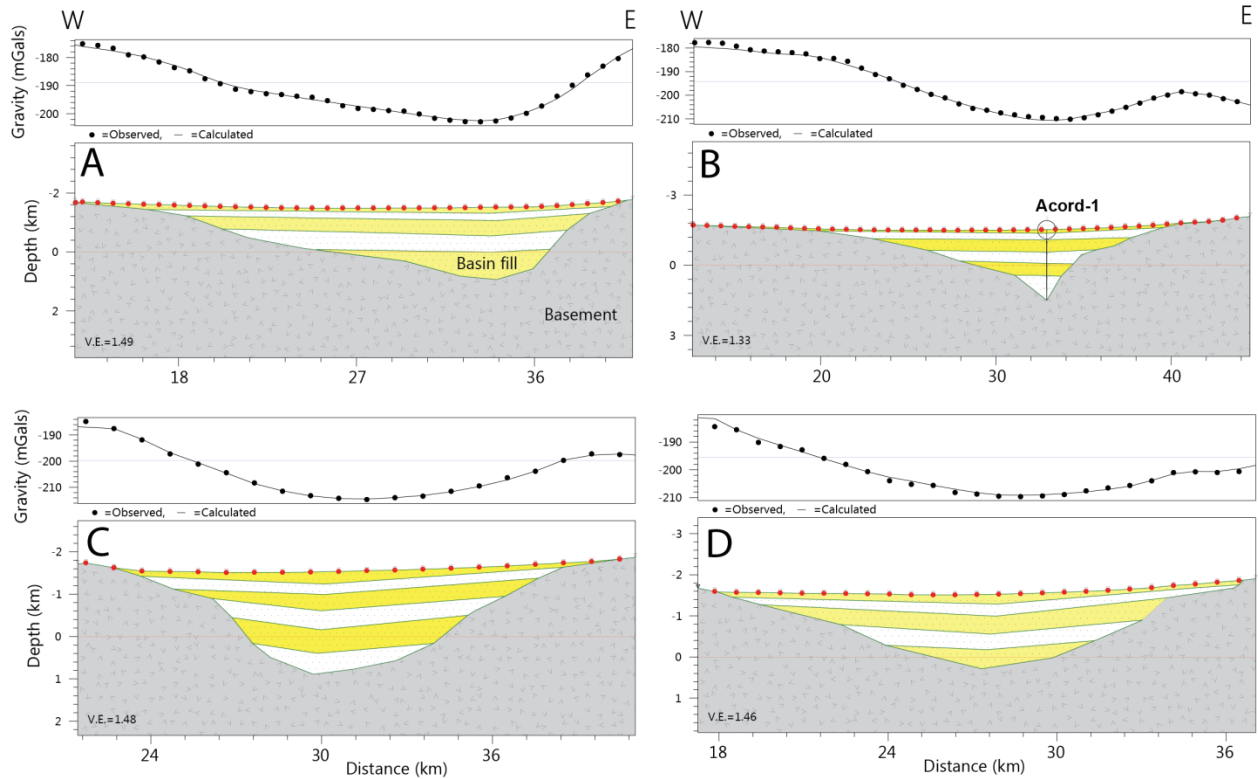 W E
W E
Gravity (mGals)
-180
-190
-200
-180
-190
-200
-210
● =Observed, — =Calculated
● =Observed, — =Calculated
A
B
Acord-1
Depth (km)
-2
0
2
-3
0
3
Basin fill
Basement
V.E.=1.49
V.E.=1.33
18 27 36
20 30 40
Gravity (mGals)
-190
-200
-210
-190
-200
-210
● =Observed, — =Calculated
● =Observed, — =Calculated
C
D
Depth (km)
-2
-1
0
1
2
-3
-2
-1
0
1
V.E.=1.48
V.E.=1.46
24 30 36
18 24 30 36
Distance (km)
Distance (km)